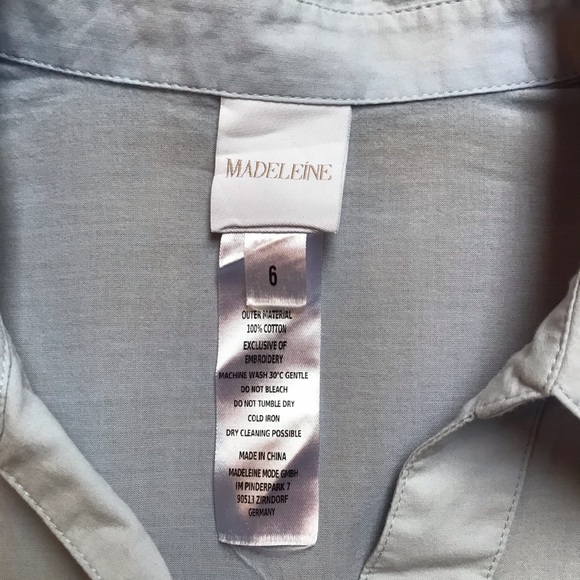 MADELEÍNE
6
OUTER MATERIAL
100% COTTON
EXCLUSIVE OF
EMBROIDERY
MACHINE WASH 30°C GENTLE
DO NOT BLEACH
DO NOT TUMBLE DRY
COLD IRON
DRY CLEANING POSSIBLE
MADE IN CHINA
MADELEINE MODE GMBH
IM PINDERPARK 7
90513 ZIRNDORF
GERMANY